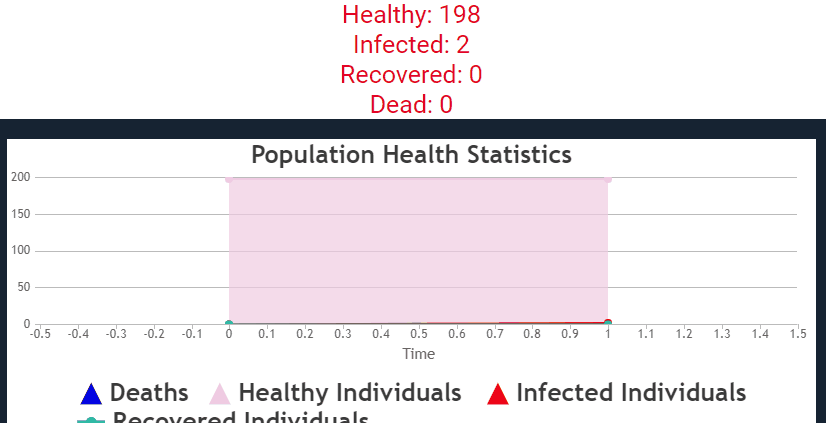 Healthy: 198
Infected: 2
Recovered: 0
Dead: 0
Population Health Statistics
200
150
100
50
0
-0.5 -0.4 -0.3 -0.2 -0.1 0 0.1 0.2 0.3 0.4 0.5 0.6 0.7 0.8 0.9 1 1.1 1.2 1.3 1.4 1.5
Time
Deaths Healthy Individuals Infected Individuals
Recovered Individuals